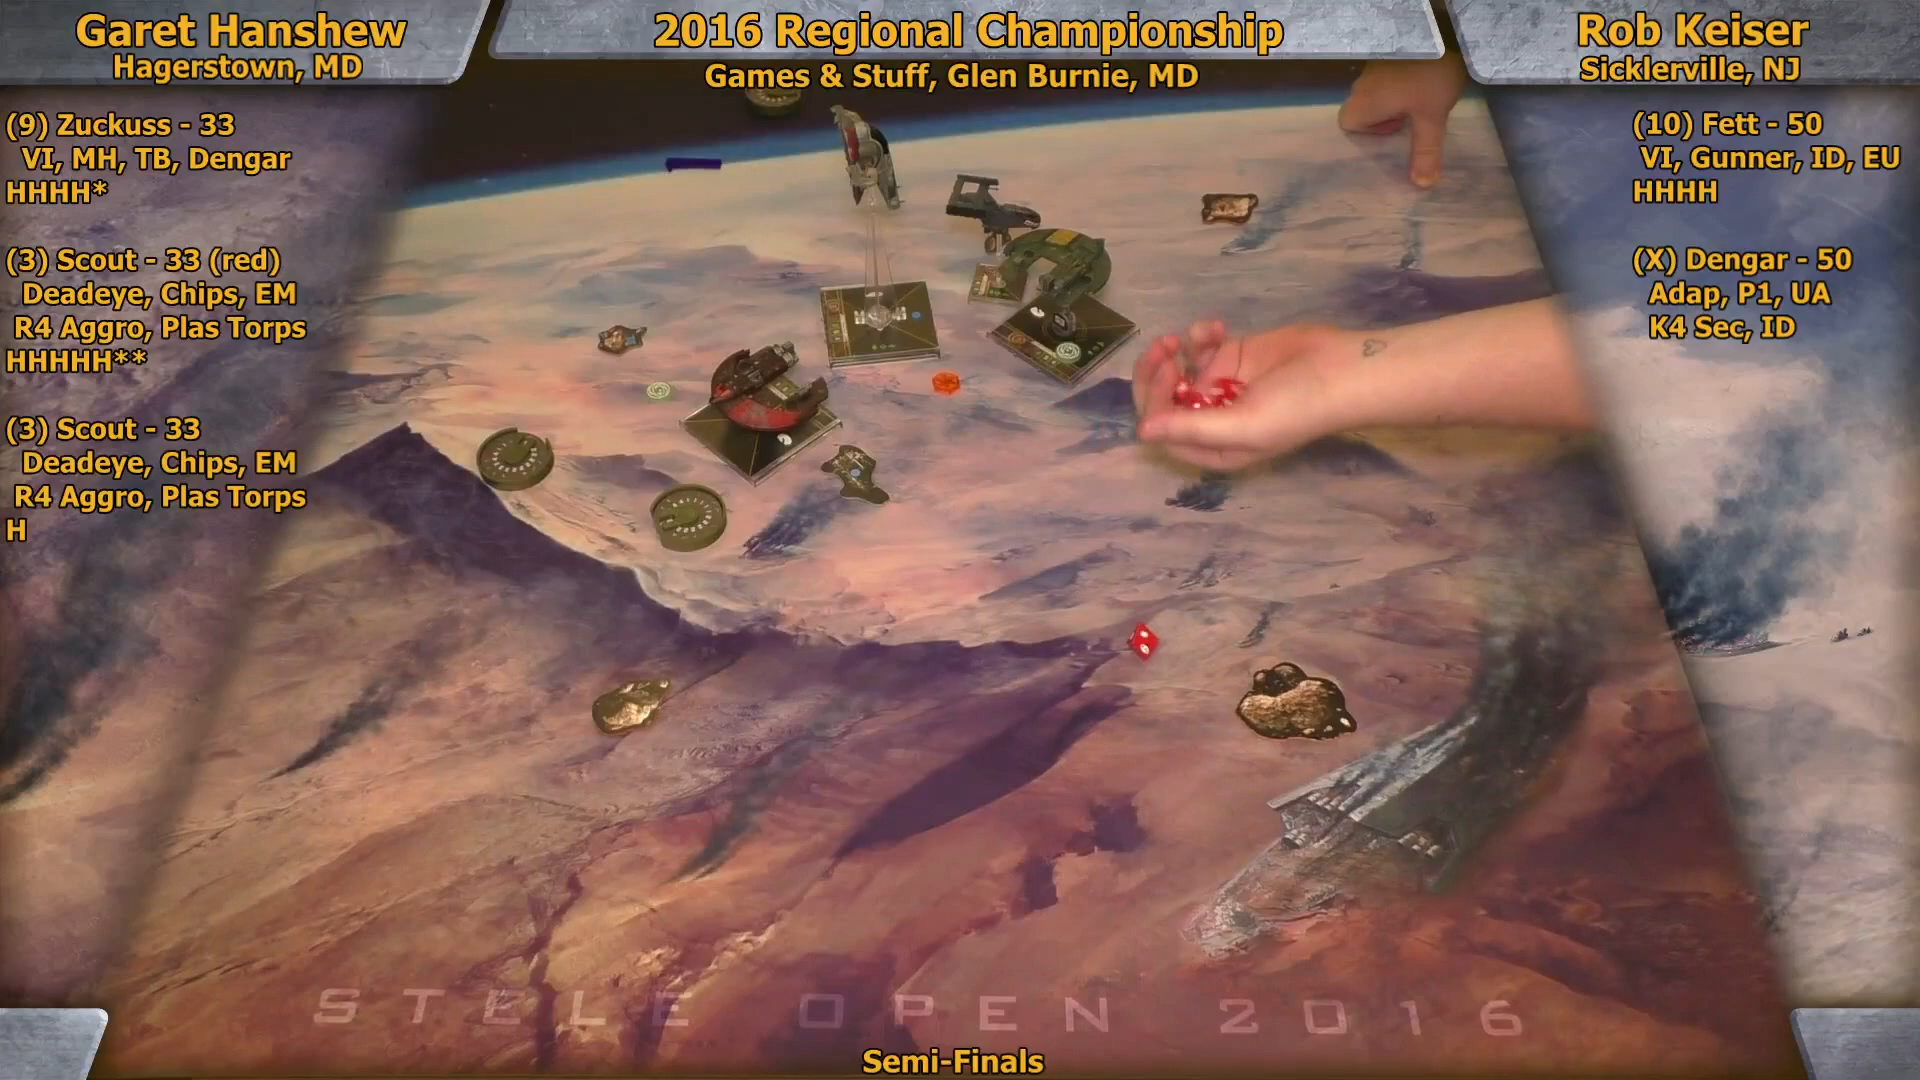 Garet Hanshew
Hagerstown, MD
2016 Regional Championship
Games & Stuff, Glen Burnie, MD
Rob Keiser
Sicklerville, NJ
(9) Zuckuss - 33
VI, MH, TB, Dengar
HHHH*
(3) Scout - 33 (red)
Deadeye, Chips, EM
R4 Aggro, Plas Torps
HHHHH**
(3) Scout - 33
Deadeye, Chips, EM
R4 Aggro, Plas Torps
H
(10) Fett - 50
VI, Gunner, ID, EU
HHHH
(X) Dengar - 50
Adap, P1, UA
K4 Sec, ID
STELE OPEN 2016
Semi-Finals